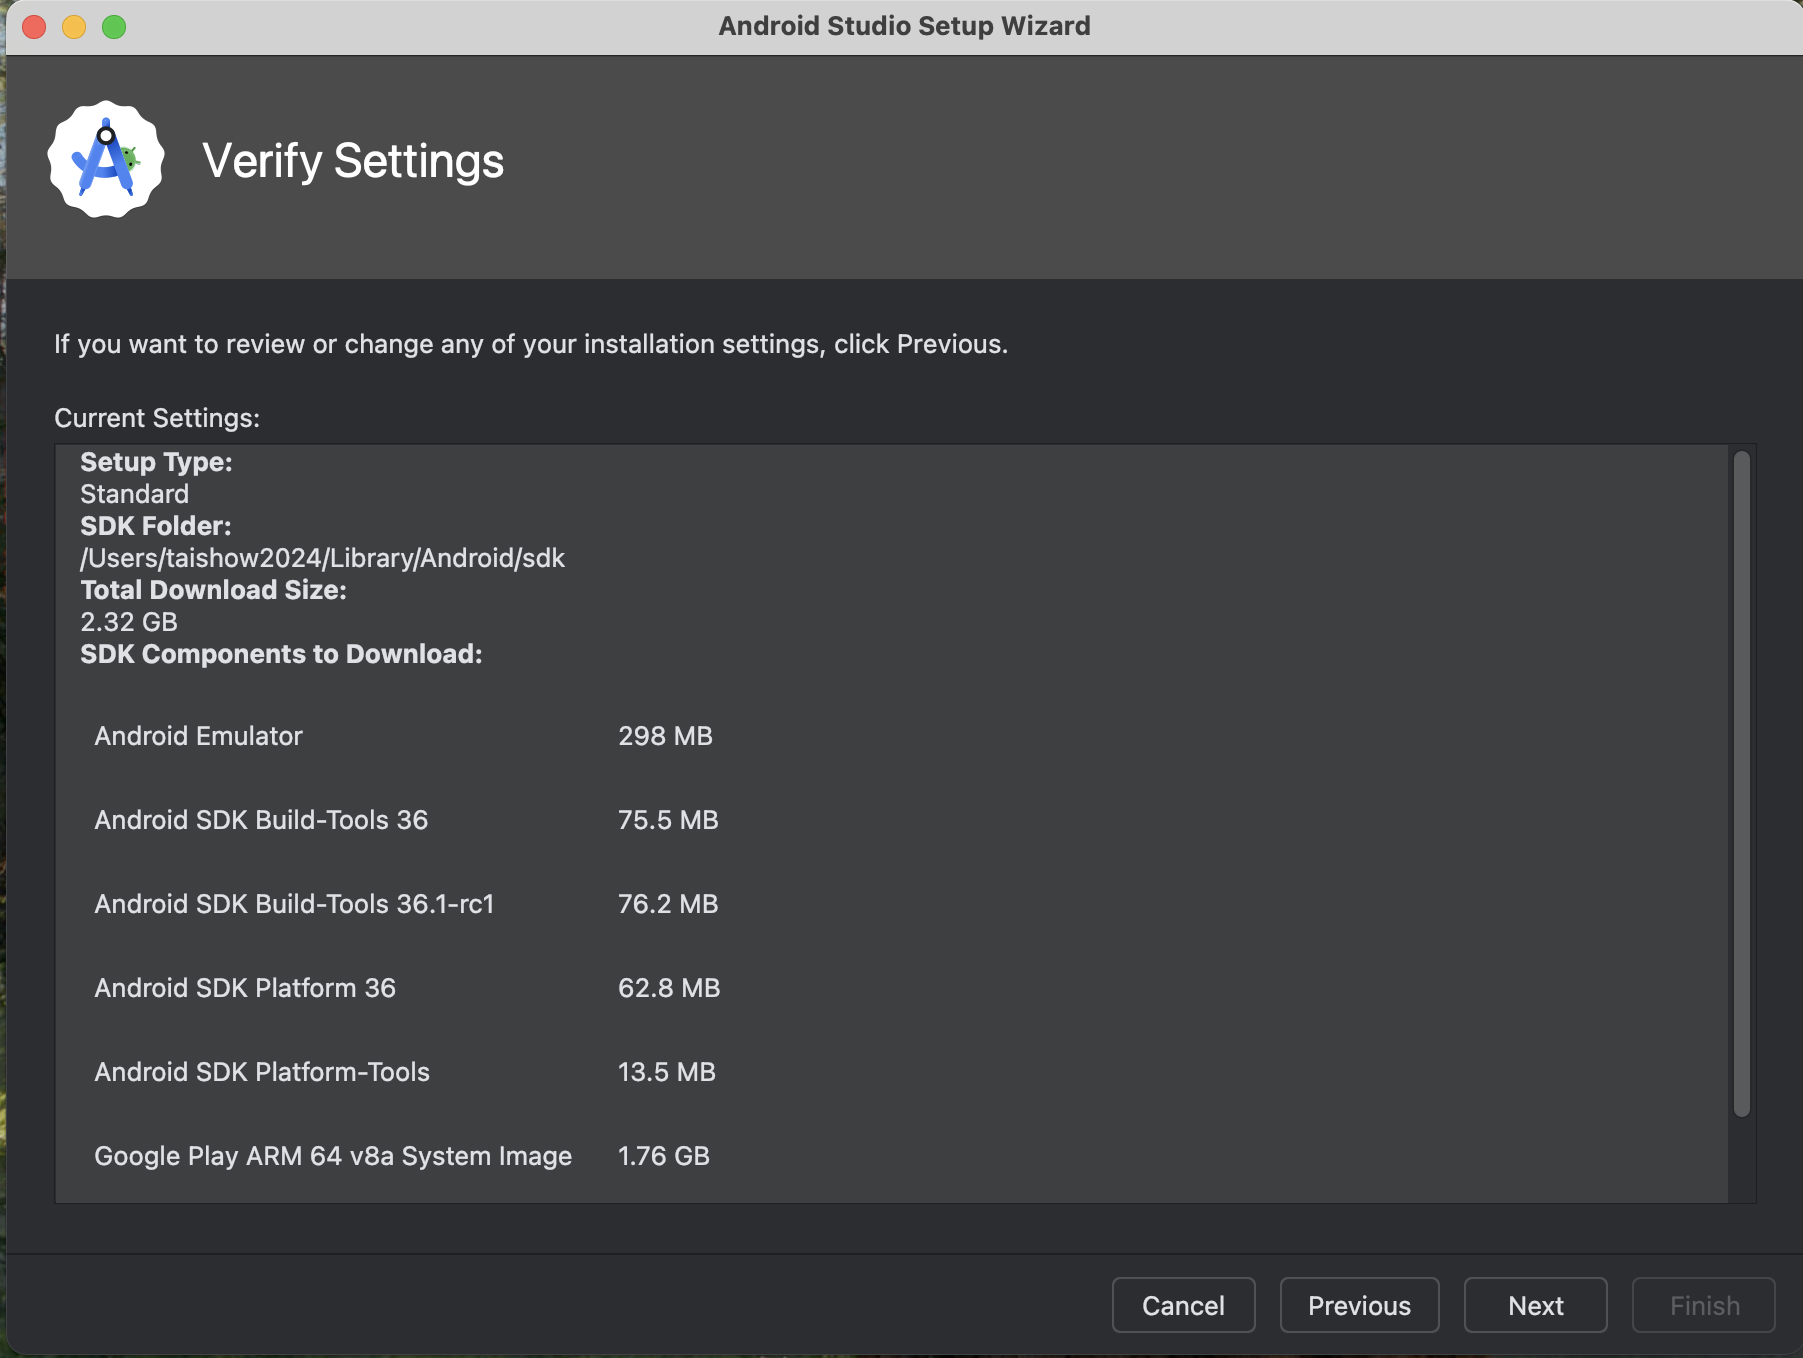 Android Studio Setup Wizard
Verify Settings
If you want to review or change any of your installation settings, click Previous.
Current Settings:
Setup Type:
Standard
SDK Folder:
/Users/taishow2024/Library/Android/sdk
Total Download Size:
2.32 GB
SDK Components to Download:
Android Emulator 298 MB
Android SDK Build-Tools 36 75.5 MB
Android SDK Build-Tools 36.1-rc1 76.2 MB
Android SDK Platform 36 62.8 MB
Android SDK Platform-Tools 13.5 MB
Google Play ARM 64 v8a System Image 1.76 GB
Cancel Previous Next Finish